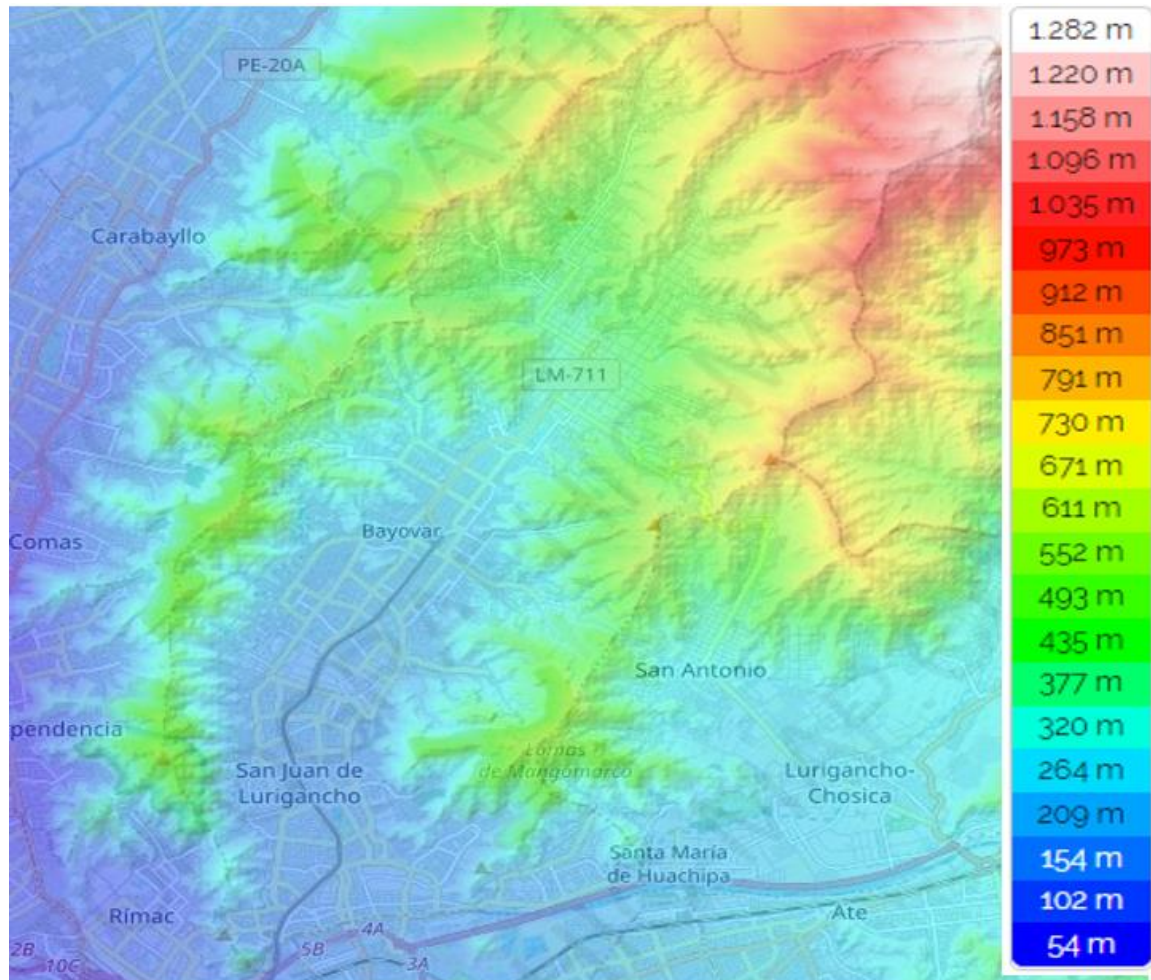 PE-20A
Carabayllo
LM-711
Bayovar
Comas
San Antonio
pendencia
Lomas
de Mangomarca
San Juan de
Lurigancho
Lurigancho-
Chosica
Santa María
de Huachipa
Rímac
Ate
4A
5B
2B
3A
10C
1.282 m
1.220 m
1.158 m
1.096 m
1.035 m
973 m
912 m
851 m
791 m
730 m
671 m
611 m
552 m
493 m
435 m
377 m
320 m
264 m
209 m
154 m
102 m
54 m